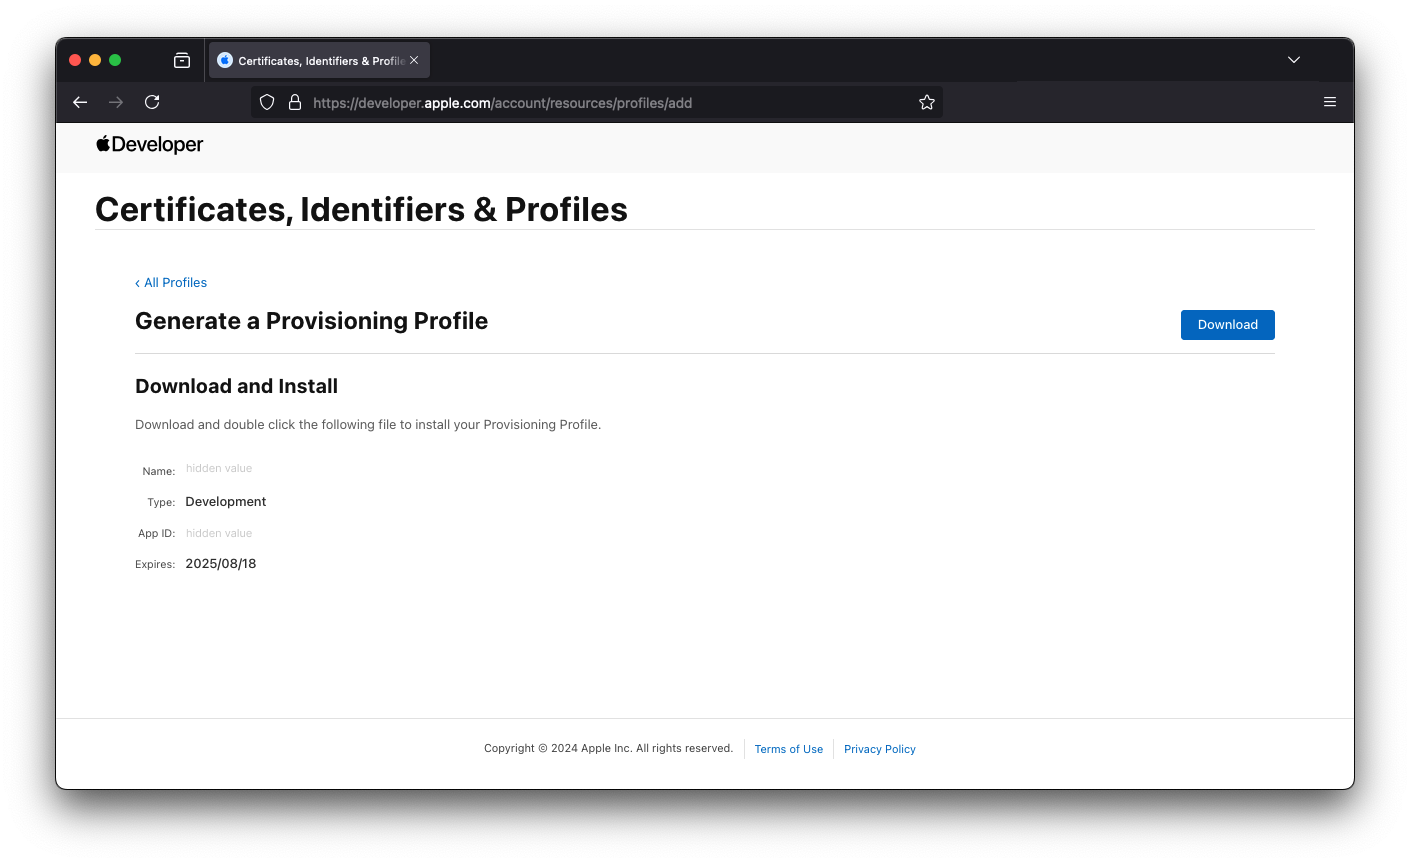 Certificates, Identifiers & Profile
https://developer.apple.com/account/resources/profiles/add
Developer
Certificates, Identifiers & Profiles
‹ All Profiles
Generate a Provisioning Profile
Download
Download and Install
Download and double click the following file to install your Provisioning Profile.
Name: hidden value
Type: Development
App ID: hidden value
Expires: 2025/08/18
Copyright © 2024 Apple Inc. All rights reserved. Terms of Use Privacy Policy